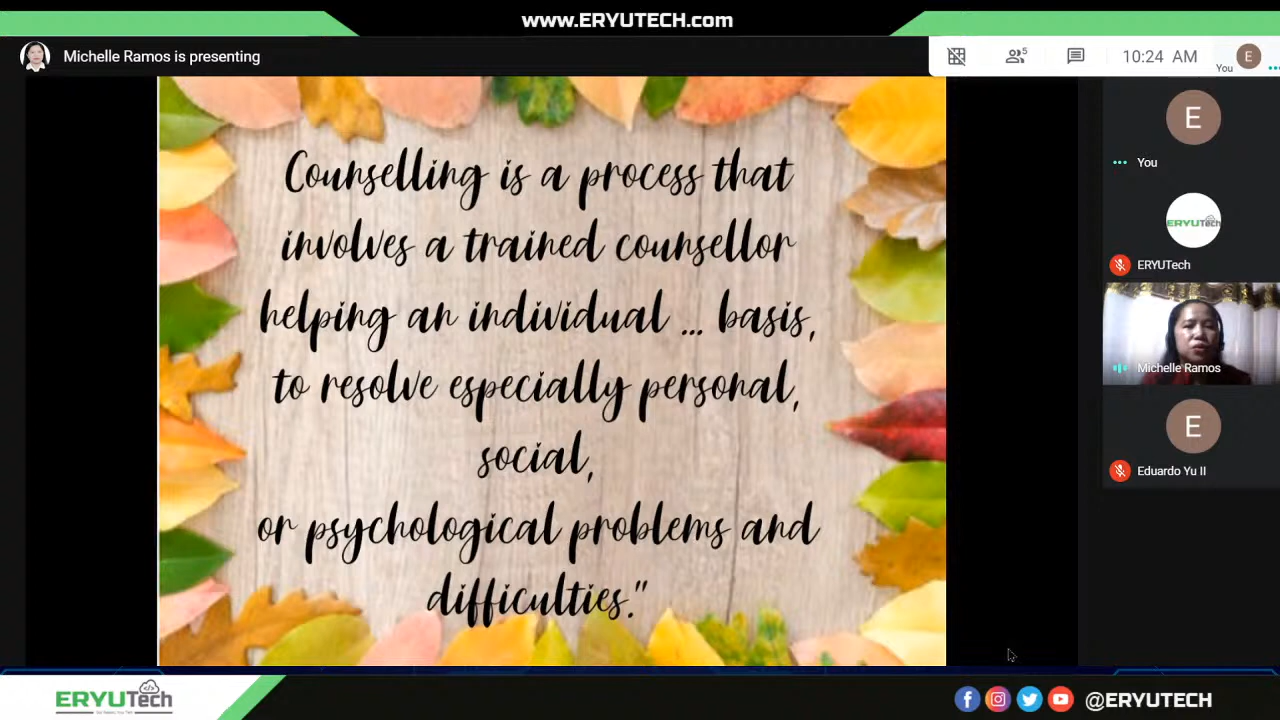 www.ERYUTECH.com
Michelle Ramos is presenting
5
10:24 AM
You
E
E
You
Counselling is a process that
involves a trained counsellor
helping an individual ... basis,
to resolve especially personal,
social,
or psychological problems and
difficulties."
ERYUTech
ERYUTech
Michelle Ramos
E
Eduardo Yu II
ERYUTech
@ERYUTECH